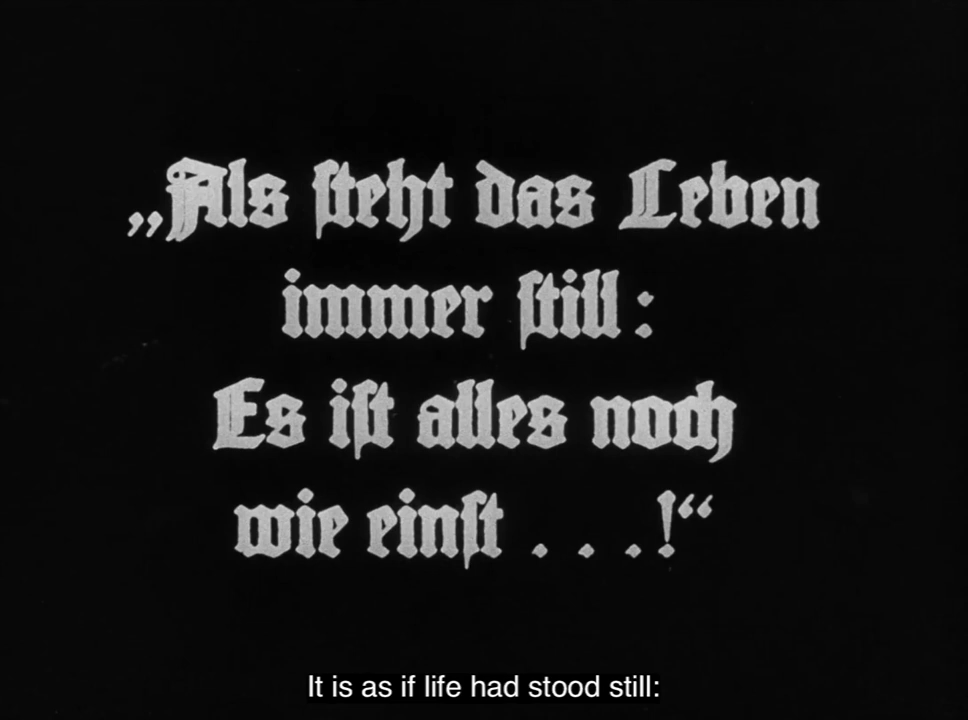 „Als steht das Leben
immer still:
Es ist alles noch
wie einst . . .!“
It is as if life had stood still: